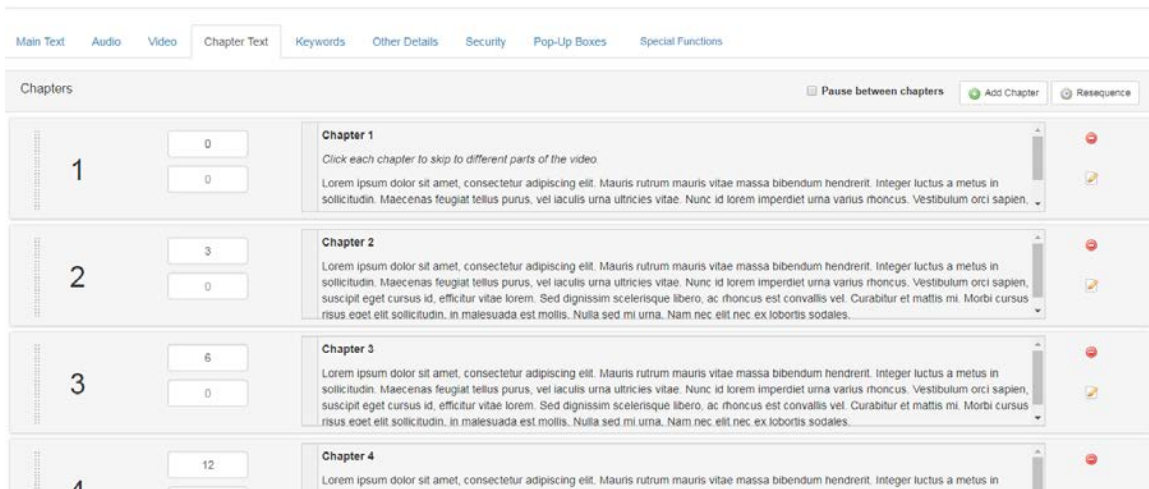 Main Text Audio Video Chapter Text Keywords Other Details Security Pop-Up Boxes Special Functions
Chapters Pause between chapters Add Chapter Resequence
1
0
0
Chapter 1
Click each chapter to skip to different parts of the video.
Lorem ipsum dolor sit amet, consectetur adipiscing elit. Mauris rutrum mauris vitae massa bibendum hendrerit. Integer luctus a metus in
sollicitudin. Maecenas feugiat tellus purus, vel iaculis urna ultricies vitae. Nunc id lorem imperdiet urna varius rhoncus. Vestibulum orci sapien,
2
3
0
Chapter 2
Lorem ipsum dolor sit amet, consectetur adipiscing elit. Mauris rutrum mauris vitae massa bibendum hendrerit. Integer luctus a metus in
sollicitudin. Maecenas feugiat tellus purus, vel iaculis urna ultricies vitae. Nunc id lorem imperdiet urna varius rhoncus. Vestibulum orci sapien,
suscipit eget cursus id, efficitur vitae lorem. Sed dignissim scelerisque libero, ac rhoncus est convallis vel. Curabitur et mattis mi. Morbi cursus
risus eget elit sollicitudin, in malesuada est mollis. Nulla sed mi urna. Nam nec elit nec ex lobortis sodales.
3
6
0
Chapter 3
Lorem ipsum dolor sit amet, consectetur adipiscing elit. Mauris rutrum mauris vitae massa bibendum hendrerit. Integer luctus a metus in
sollicitudin. Maecenas feugiat tellus purus, vel iaculis urna ultricies vitae. Nunc id lorem imperdiet urna varius rhoncus. Vestibulum orci sapien,
suscipit eget cursus id, efficitur vitae lorem. Sed dignissim scelerisque libero, ac rhoncus est convallis vel. Curabitur et mattis mi. Morbi cursus
risus eget elit sollicitudin, in malesuada est mollis. Nulla sed mi urna. Nam nec elit nec ex lobortis sodales.
4
12
Chapter 4
Lorem ipsum dolor sit amet, consectetur adipiscing elit. Mauris rutrum mauris vitae massa bibendum hendrerit. Integer luctus a metus in